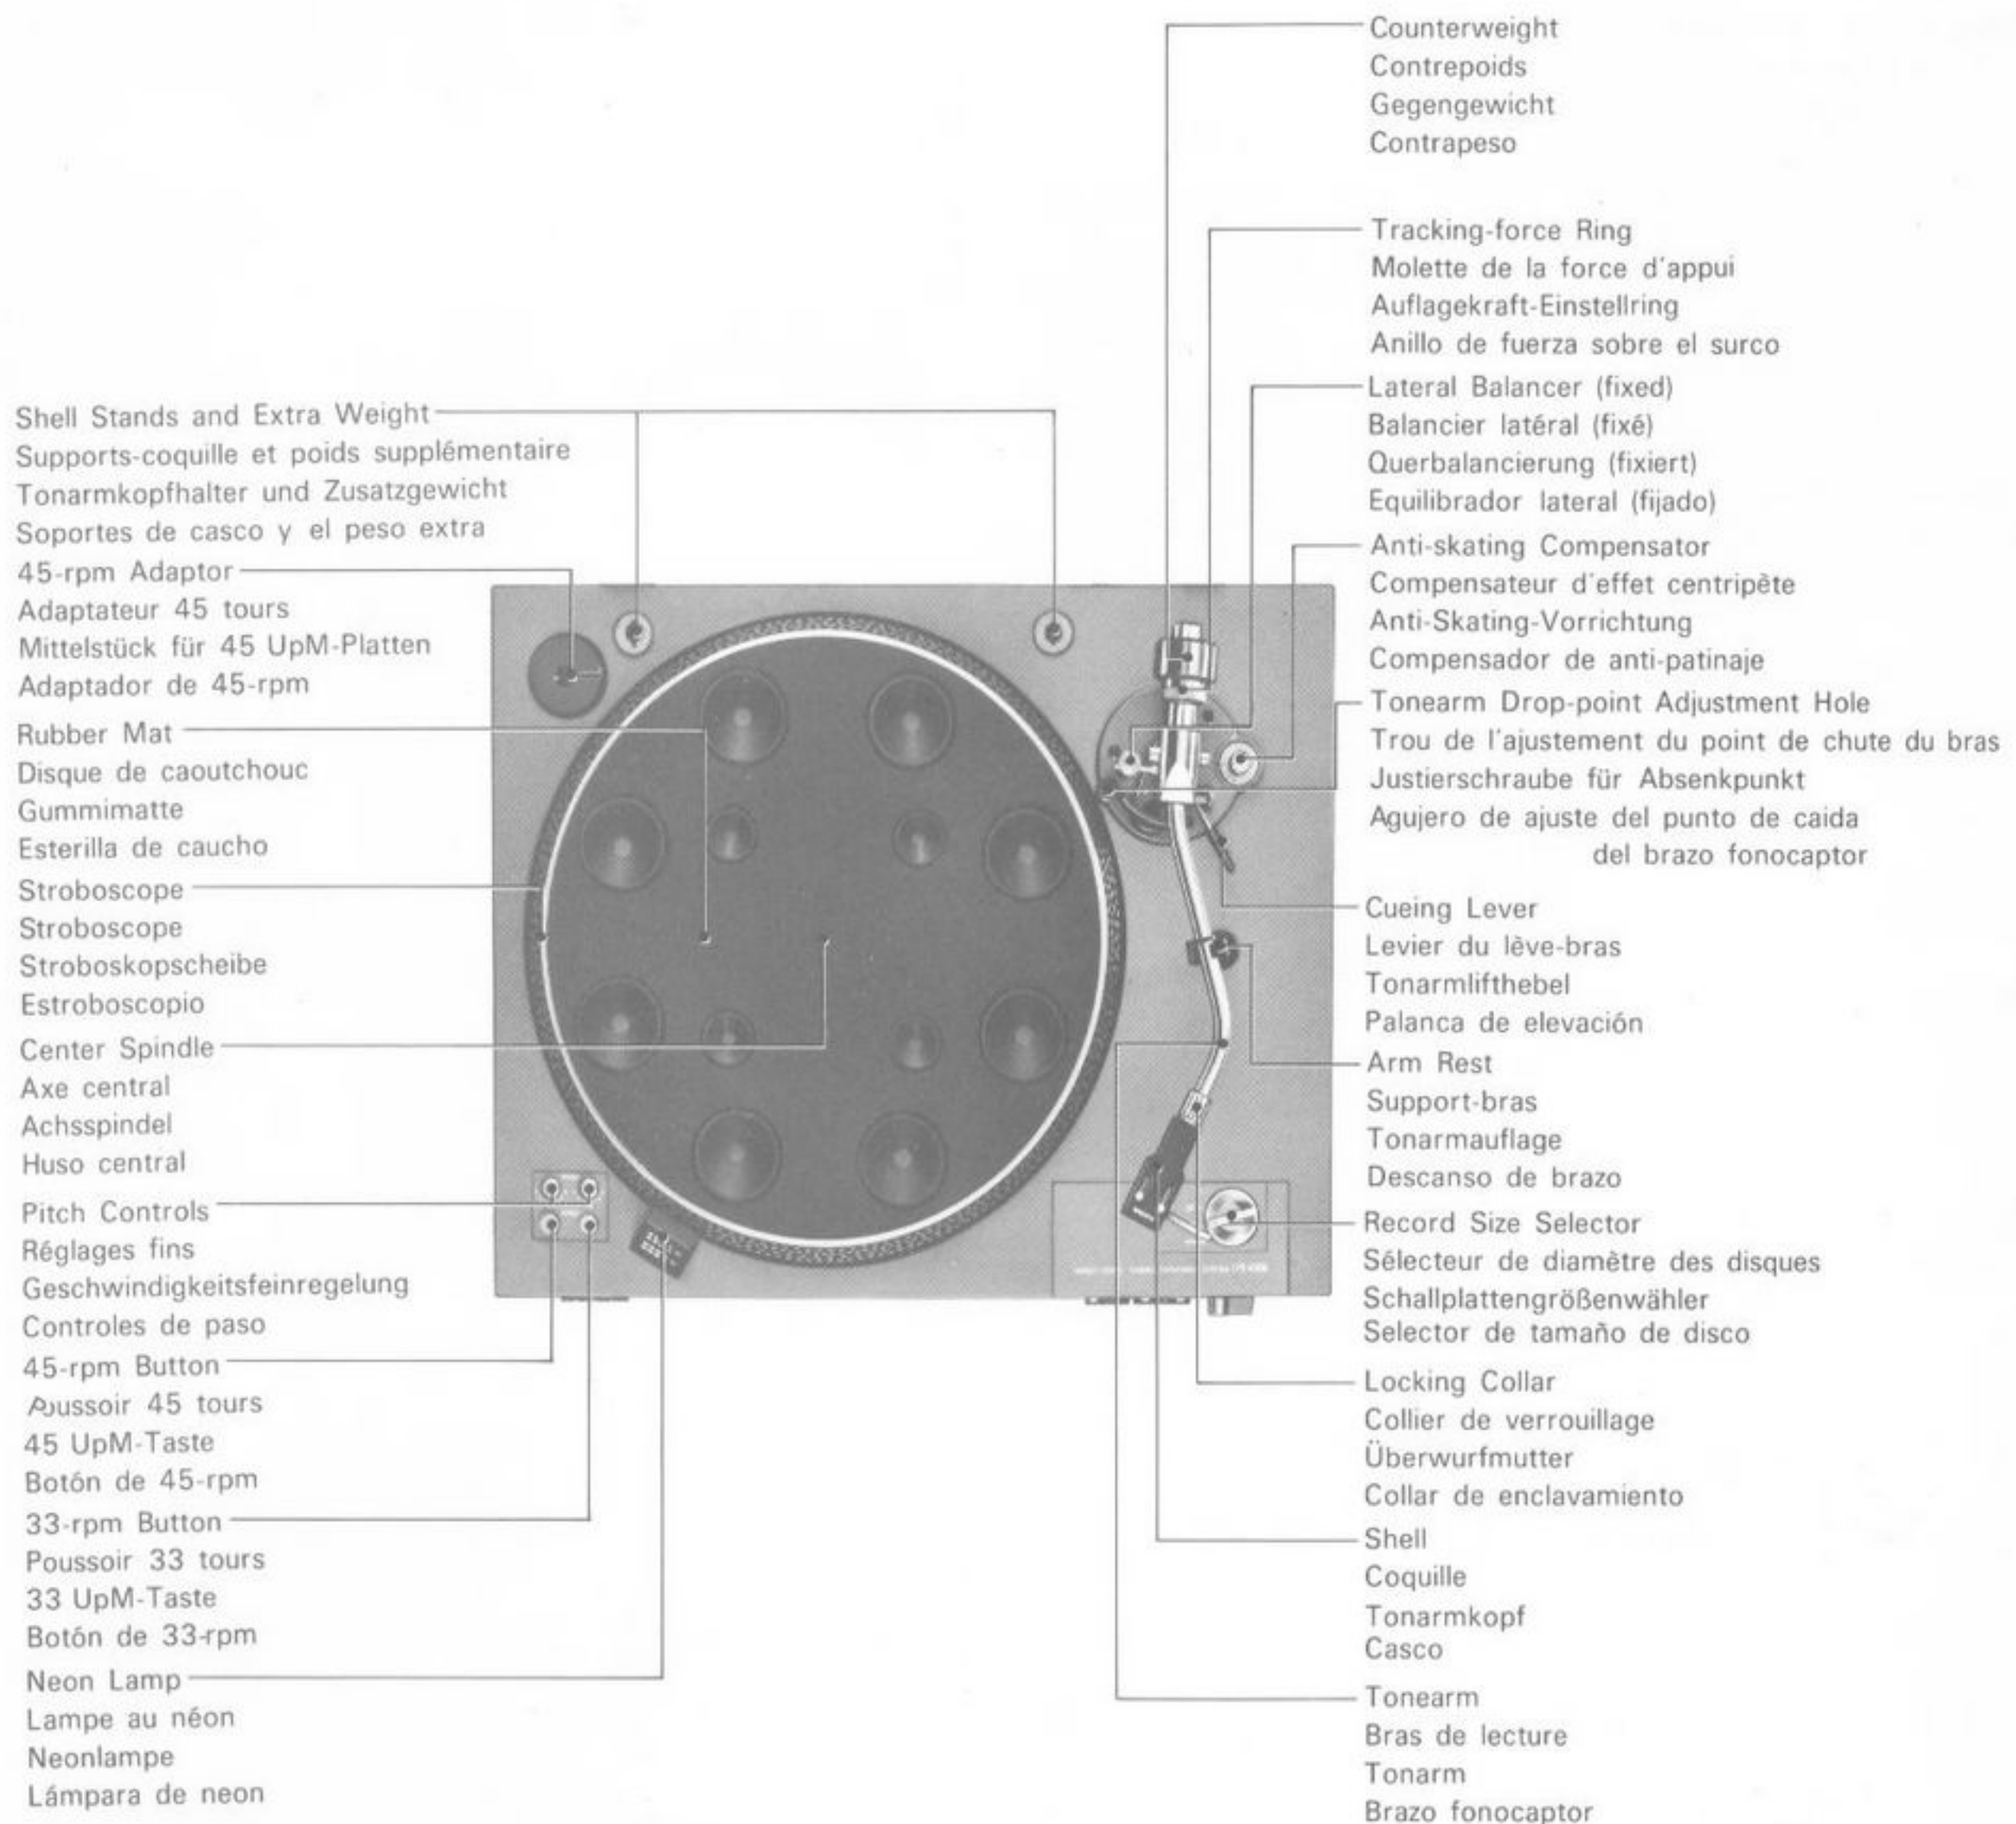 Counterweight
Contrepoids
Gegengewicht
Contrapeso
Tracking-force Ring
Molette de la force d'appui
Auflagekraft-Einstellring
Anillo de fuerza sobre el surco
Lateral Balancer (fixed)
Balancier latéral (fixé)
Querbalancierung (fixiert)
Equilibrador lateral (fijado)
Anti-skating Compensator
Compensateur d'effet centripète
Anti-Skating-Vorrichtung
Compensador de anti-patinaje
Tonearm Drop-point Adjustment Hole
Trou de l'ajustement du point de chute du bras
Justierschraube für Absenkpunkt
Agujero de ajuste del punto de caida
del brazo fonocaptor
Cueing Lever
Levier du lève-bras
Tonarmlifthebel
Palanca de elevación
Arm Rest
Support-bras
Tonarmauflage
Descanso de brazo
Record Size Selector
Sélecteur de diamètre des disques
Schallplattengrößenwähler
Selector de tamaño de disco
Locking Collar
Collier de verrouillage
Überwurfmutter
Collar de enclavamiento
Shell
Coquille
Tonarmkopf
Casco
Tonearm
Bras de lecture
Tonarm
Brazo fonocaptor
Shell Stands and Extra Weight
Supports-coquille et poids supplémentaire
Tonarmkopfhalter und Zusatzgewicht
Soportes de casco y el peso extra
45-rpm Adaptor
Adaptateur 45 tours
Mittelstück für 45 UpM-Platten
Adaptador de 45-rpm
Rubber Mat
Disque de caoutchouc
Gummimatte
Esterilla de caucho
Stroboscope
Stroboscope
Stroboskopscheibe
Estroboscopio
Center Spindle
Axe central
Achsspindel
Huso central
Pitch Controls
Réglages fins
Geschwindigkeitsfeinregelung
Controles de paso
45-rpm Button
Poussoir 45 tours
45 UpM-Taste
Botón de 45-rpm
33-rpm Button
Poussoir 33 tours
33 UpM-Taste
Botón de 33-rpm
Neon Lamp
Lampe au néon
Neonlampe
Lámpara de neon